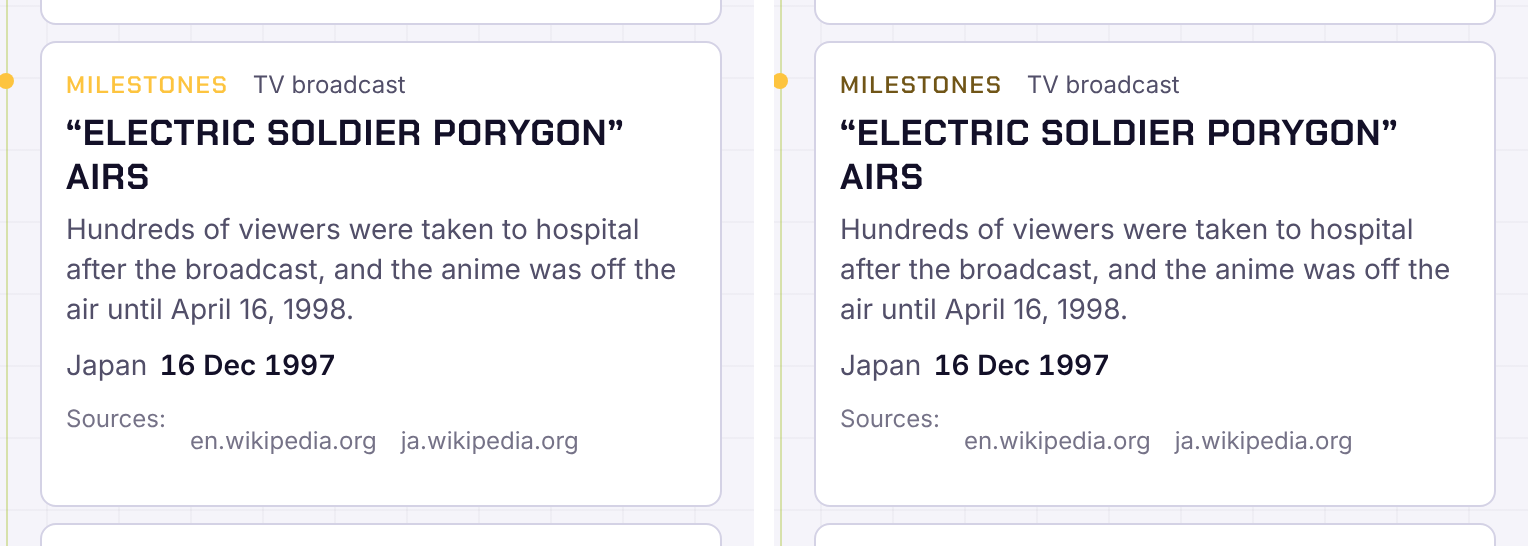 MILESTONES TV broadcast
“ELECTRIC SOLDIER PORYGON”
AIRS
Hundreds of viewers were taken to hospital
after the broadcast, and the anime was off the
air until April 16, 1998.
Japan 16 Dec 1997
Sources:
en.wikipedia.org ja.wikipedia.org
MILESTONES TV broadcast
“ELECTRIC SOLDIER PORYGON”
AIRS
Hundreds of viewers were taken to hospital
after the broadcast, and the anime was off the
air until April 16, 1998.
Japan 16 Dec 1997
Sources:
en.wikipedia.org ja.wikipedia.org